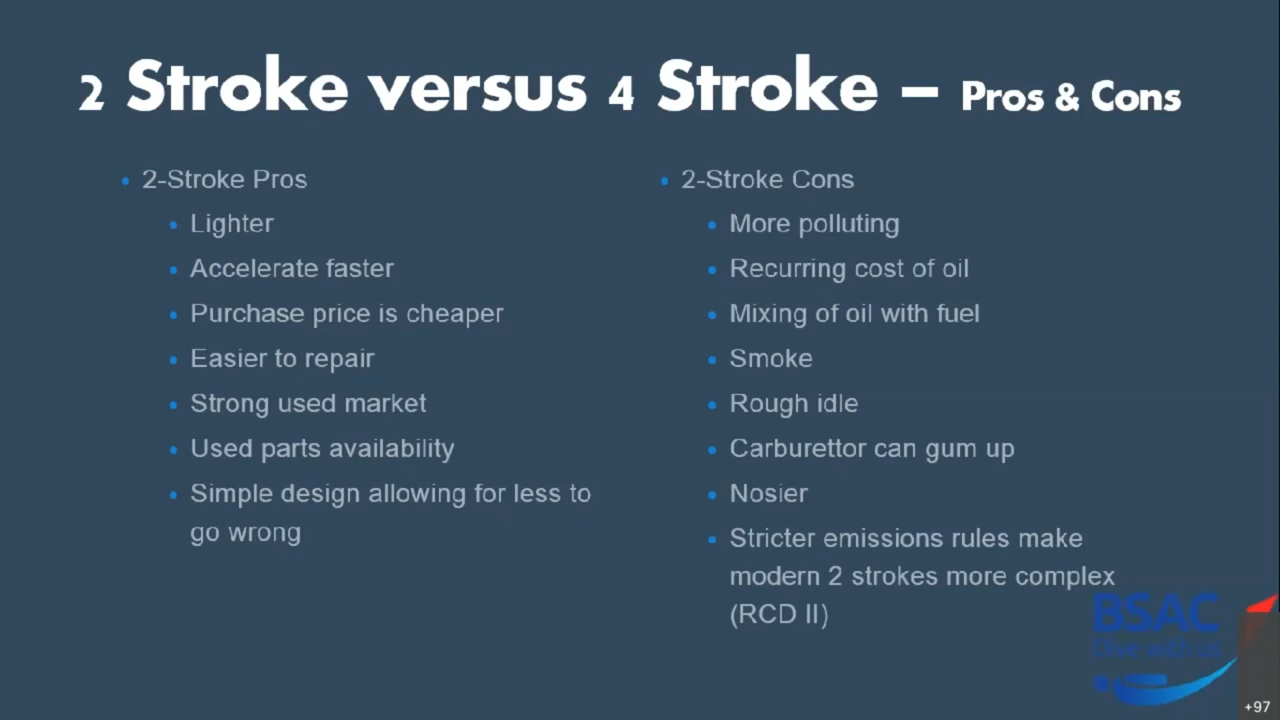 2 Stroke versus 4 Stroke – Pros & Cons
2-Stroke Pros
Lighter
Accelerate faster
Purchase price is cheaper
Easier to repair
Strong used market
Used parts availability
Simple design allowing for less to
go wrong
2-Stroke Cons
More polluting
Recurring cost of oil
Mixing of oil with fuel
Smoke
Rough idle
Carburettor can gum up
Nosier
Stricter emissions rules make
modern 2 strokes more complex
(RCD II)
BSAC
Dive with us
+97